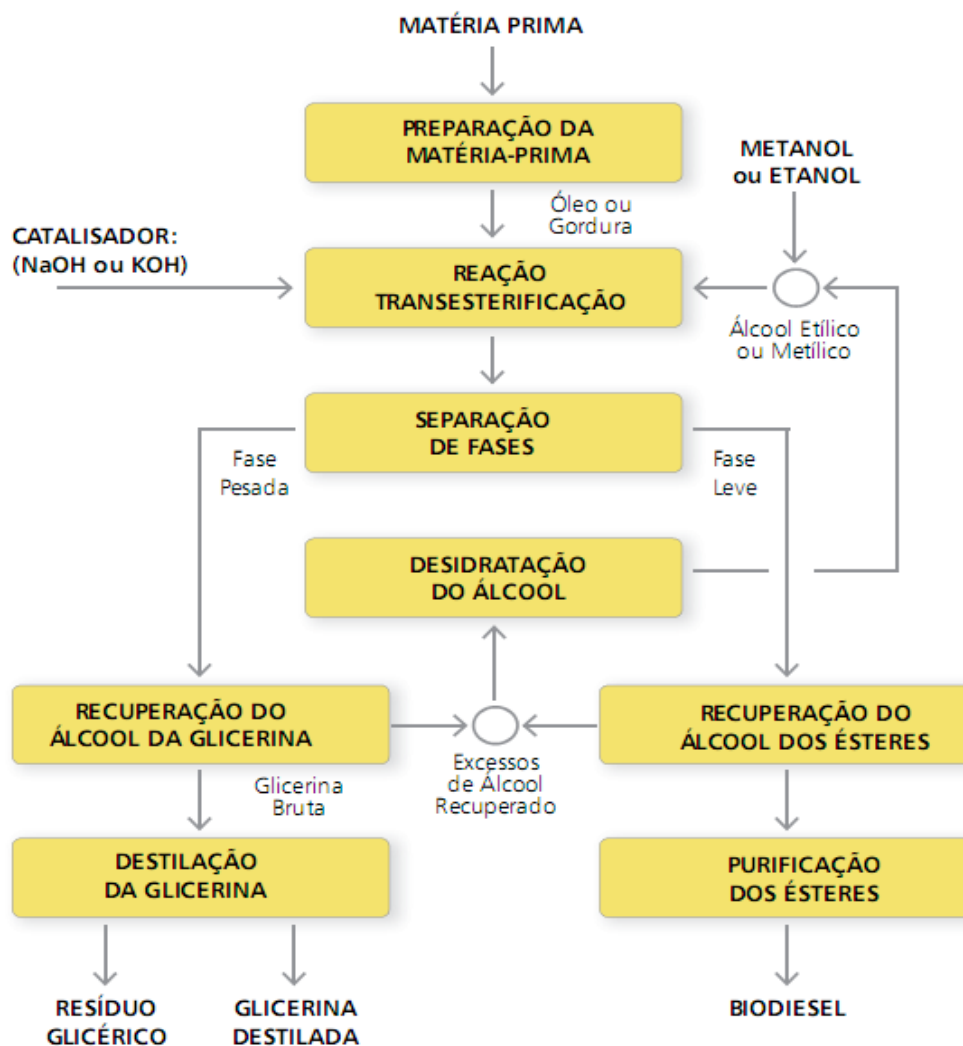 MATÉRIA PRIMA
PREPARAÇÃO DA
MATÉRIA-PRIMA
METANOL
ou ETANOL
Óleo ou
Gordura
CATALISADOR:
(NaOH ou KOH)
REAÇÃO
TRANSESTERIFICAÇÃO
Álcool Etílico
ou Metílico
SEPARAÇÃO
DE FASES
Fase
Pesada
Fase
Leve
DESIDRATAÇÃO
DO ÁLCOOL
RECUPERAÇÃO DO
ÁLCOOL DA GLICERINA
RECUPERAÇÃO DO
ÁLCOOL DOS ÉSTERES
Excessos
de Álcool
Recuperado
Glicerina
Bruta
DESTILAÇÃO
DA GLICERINA
PURIFICAÇÃO
DOS ÉSTERES
RESÍDUO
GLICÉRICO
GLICERINA
DESTILADA
BIODIESEL